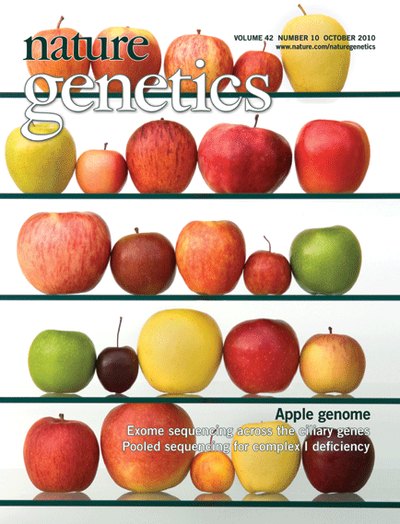 nature
genetics
VOLUME 42 NUMBER 10 OCTOBER 2010
www.nature.com/naturegenetics
Apple genome
Exome sequencing across the ciliary genes
Pooled sequencing for complex I deficiency